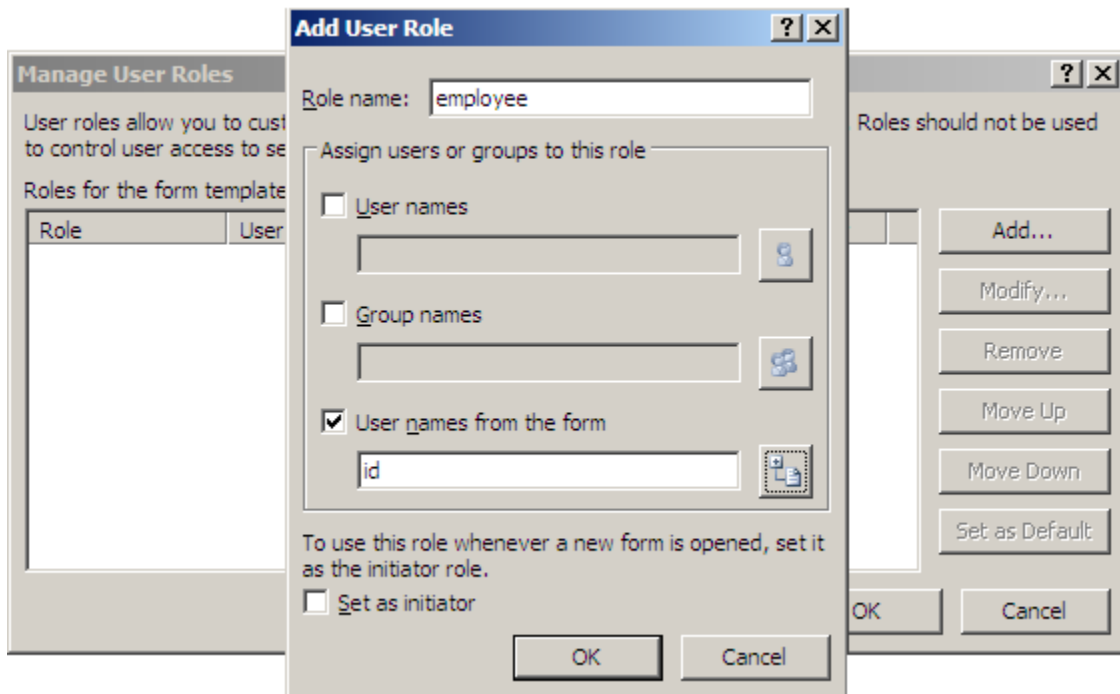 Add User Role
Manage User Roles
Role name: employee
User roles allow you to cust
Roles should not be used
to control user access to se
Assign users or groups to this role
Roles for the form template
User names
Role
User
Add...
Modify...
Group names
Remove
Move Up
User names from the form
id
Move Down
Set as Default
To use this role whenever a new form is opened, set it
as the initiator role.
Set as initiator
OK
Cancel
OK
Cancel